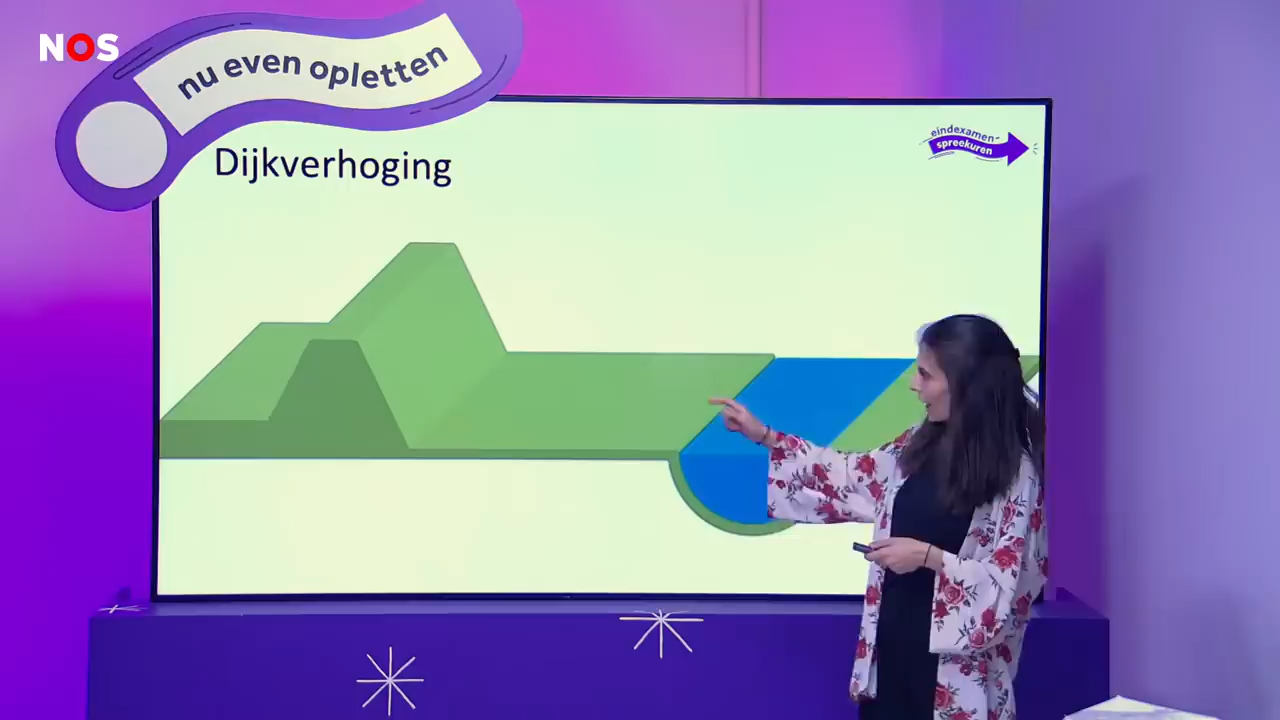 NOS
nu even opletten
Dijkverhoging
eindexamen-
spreekuren